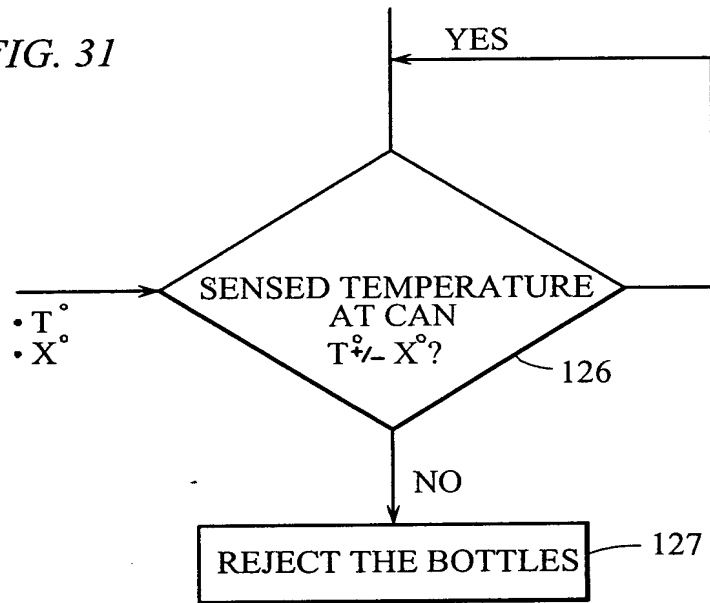 FIG. 31
YES
SENSED TEMPERATURE
AT CAN
T°+/- X°?
• T°
• X°
126
NO
REJECT THE BOTTLES
127